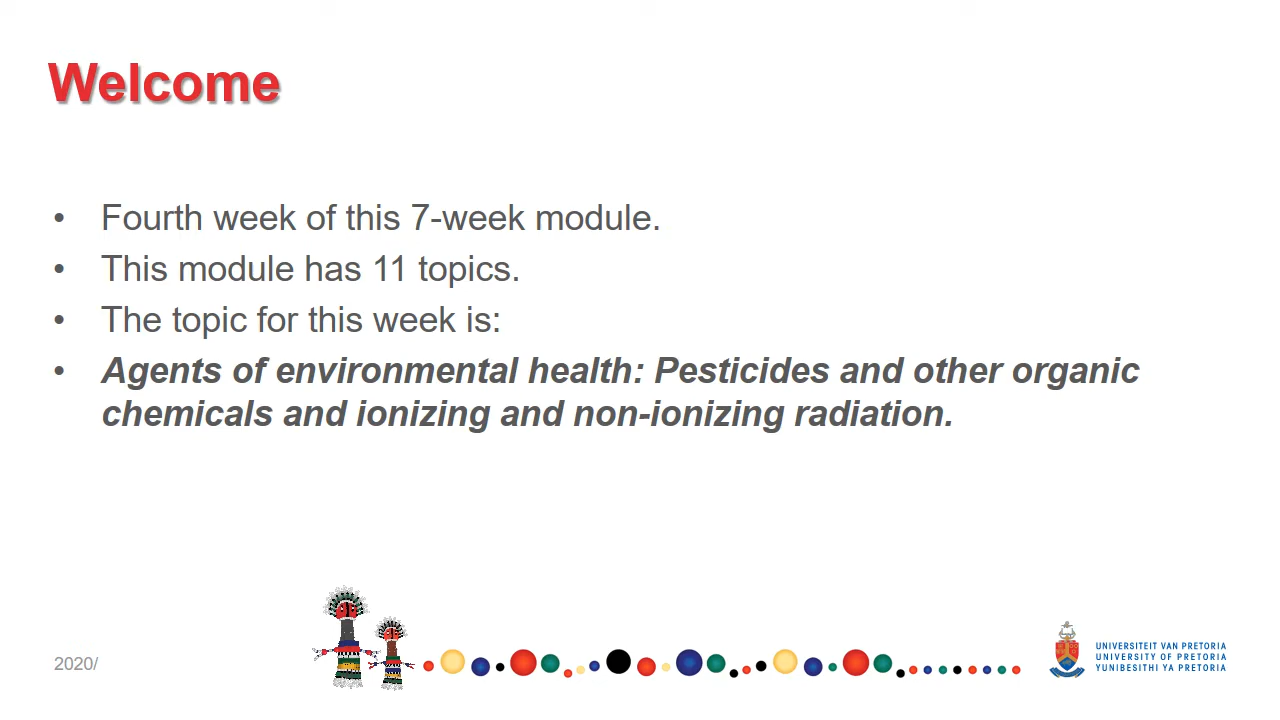 Welcome
• Fourth week of this 7-week module.
• This module has 11 topics.
• The topic for this week is:
• Agents of environmental health: Pesticides and other organic
chemicals and ionizing and non-ionizing radiation.
2020/
UNIVERSITEIT VAN PRETORIA
UNIVERSITY OF PRETORIA
YUNIBESITHI YA PRETORIA